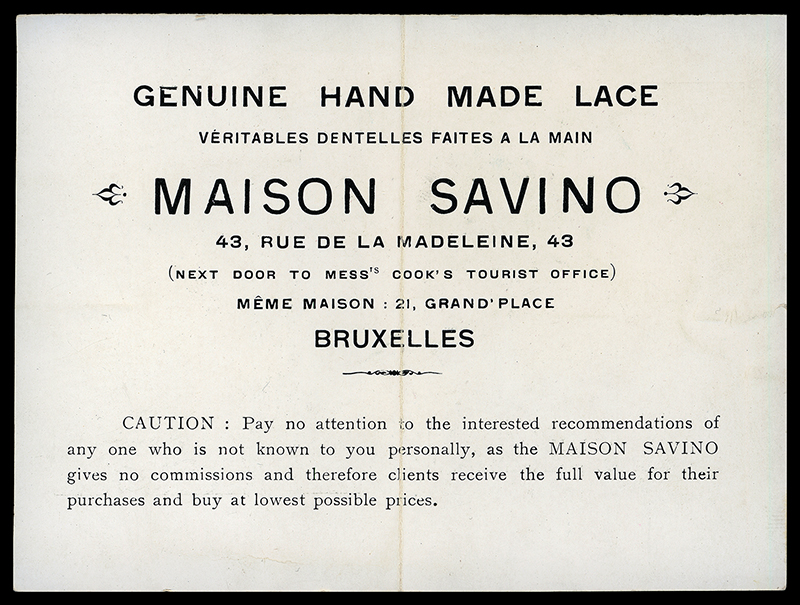 GENUINE HAND MADE LACE
VÉRITABLES DENTELLES FAITES A LA MAIN
MAISON SAVINO
43, RUE DE LA MADELEINE, 43
(NEXT DOOR TO MESS'S COOK'S TOURIST OFFICE)
MÊME MAISON : 21, GRAND'PLACE
BRUXELLES
CAUTION : Pay no attention to the interested recommendations of
any one who is not known to you personally, as the MAISON SAVINO
gives no commissions and therefore clients receive the full value for their
purchases and buy at lowest possible prices.